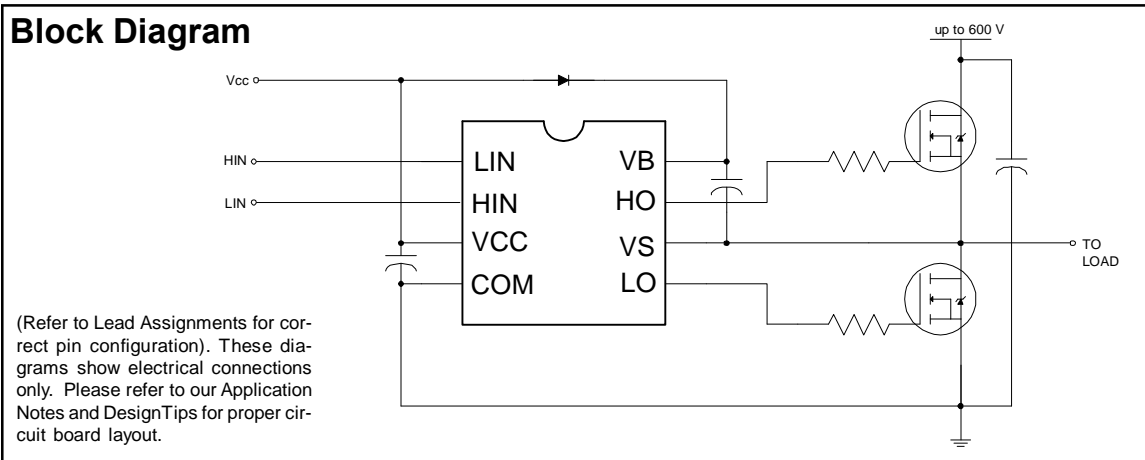 Block Diagram
up to 600 V
Vcc
HIN
LIN
LIN
HIN
VCC
COM
VB
HO
VS
LO
TO
LOAD
(Refer to Lead Assignments for cor-
rect pin configuration). These dia-
grams show electrical connections
only. Please refer to our Application
Notes and DesignTips for proper cir-
cuit board layout.